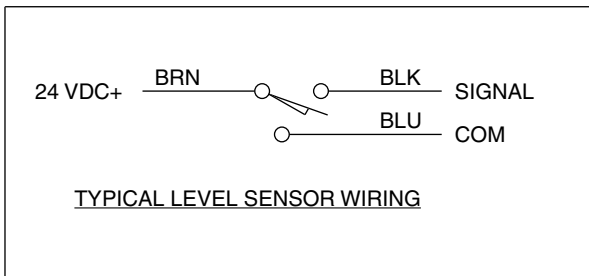 24 VDC+ BRN BLK SIGNAL
BLU COM
TYPICAL LEVEL SENSOR WIRING